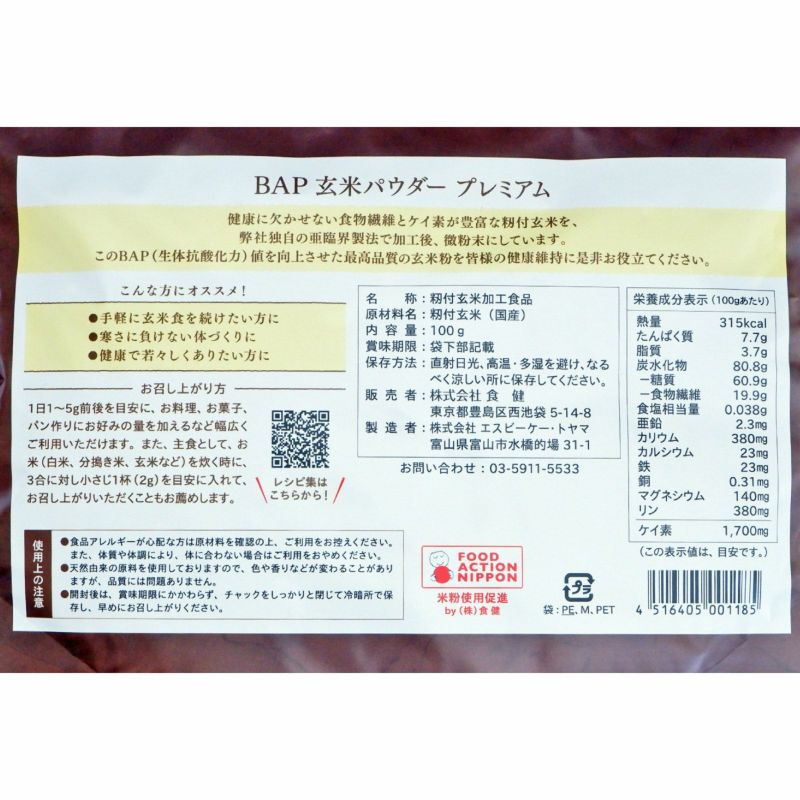 BAP 玄米パウダー プレミアム
健康に欠かせない食物繊維とケイ素が豊富な籾付玄米を、
弊社独自の亜臨界製法で加工後、微粉末にしています。
このBAP（生体抗酸化力）値を向上させた最高品質の玄米粉を皆様の健康維持に是非お役立てください。
こんな方にオススメ！
●手軽に玄米食を続けたい方に
●寒さに負けない体づくりに
●健康で若々しくありたい方に
お召し上がり方
1日1〜5g前後を目安に、お料理、お菓子、
パン作りにお好みの量を加えるなど幅広く
ご利用いただけます。また、主食として、お
米（白米、分搗き米、玄米など）を炊く時に、
3合に対し小さじ1杯（2g）を目安に入れて、
お召し上がりいただくこともお薦めします。
レシピ集は
こちらから！
名称：籾付玄米加工食品
原材料名：籾付玄米（国産）
内容量：100g
賞味期限：袋下部記載
保存方法：直射日光、高温・多湿を避け、なる
べく涼しい所に保存してください。
販売者：株式会社 食 健
東京都豊島区西池袋 5-14-8
製造者：株式会社 エスピーケー・トヤマ
富山県富山市水橋的場 31-1
お問い合わせ：03-5911-5533
栄養成分表示（100gあたり）
熱量 315kcal
たんぱく質 7.7g
脂質 3.7g
炭水化物 80.8g
−糖質 60.9g
−食物繊維 19.9g
食塩相当量 0.038g
亜鉛 2.3mg
カリウム 380mg
カルシウム 23mg
鉄 23mg
銅 0.31mg
マグネシウム 140mg
リン 380mg
ケイ素 1,700mg
（この表示値は、目安です。）
使用上の注意
●食品アレルギーが心配な方は原材料を確認の上、ご利用をお控えください。
また、体質や体調により、体に合わない場合はご利用をおやめください。
●天然由来の原料を使用しておりますので、色や香りなどが変わることがあり
ますが、品質には問題ありません。
●開封後は、賞味期限にかかわらず、チャックをしっかりと閉じて冷暗所で保
存し、早めにお召し上がりください。
FOOD
ACTION
NIPPON
米粉使用促進
by（株）食健
プラ
袋：PE、M、PET
4 516405 001185